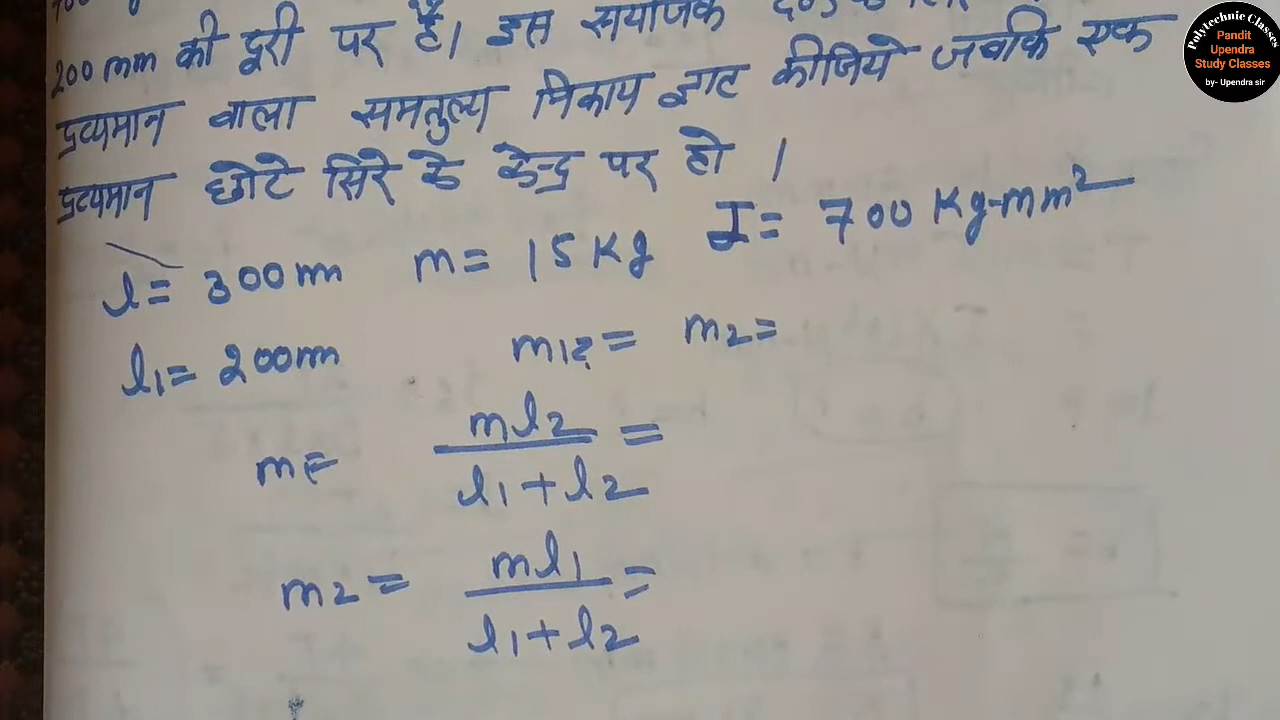 200 mm की दूरी पर है। इस संयोजक
द्रव्यमान वाला समतुल्य निकाय ज्ञात कीजिये जबकि एक
द्रव्यमान छोटे सिरे के केन्द्र पर हो ।
l = 300 mm m = 15 Kg I = 700 Kg-mm²
l₁ = 200 mm m₁ = m₂ =
m₁ = ml₂ / l₁ + l₂ =
m₂ = ml₁ / l₁ + l₂ =
Polytechnic Classes
Pandit
Upendra
Study Classes
by- Upendra sir